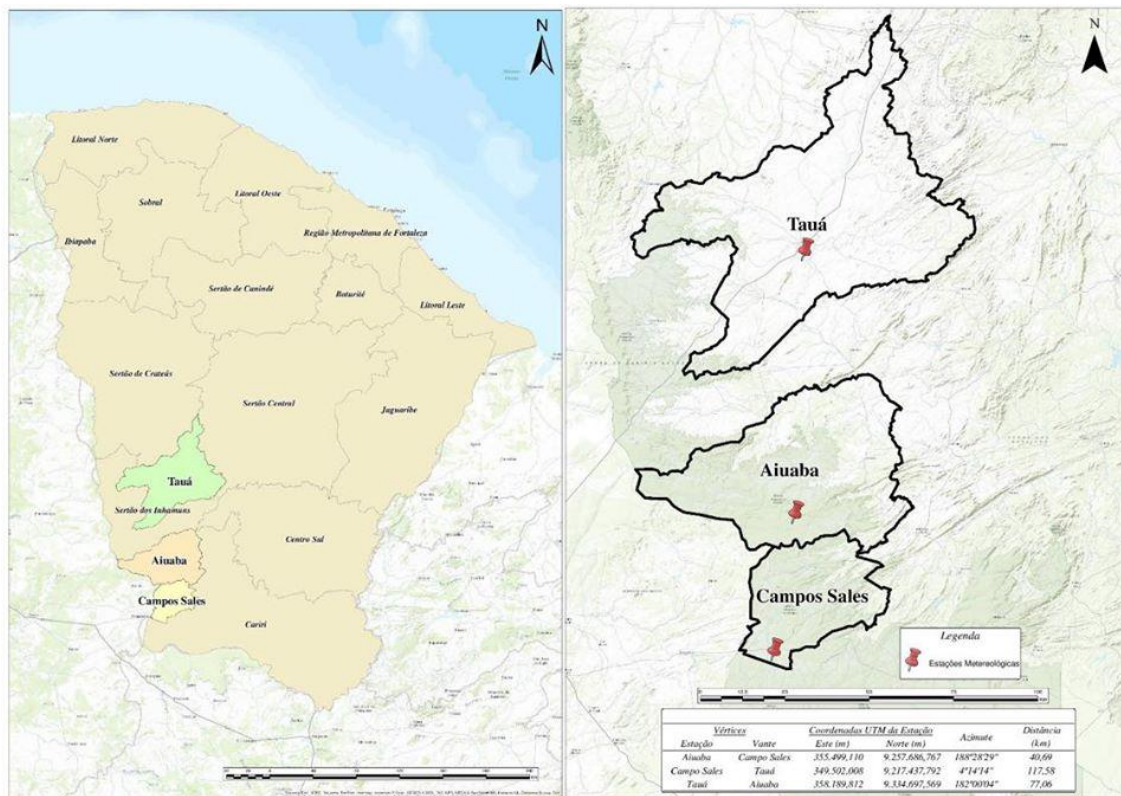 N
Litoral Norte
Litoral Oeste
Sobral
Região Metropolitana de Fortaleza
Ibiapaba
Sertão de Canindé
Baturité
Litoral Leste
Sertão de Crateús
Sertão Central
Jaguaribe
Tauá
Sertão dos Inhamuns
Centro Sul
Aiuaba
Campos Sales
Cariri
N
Tauá
Aiuaba
Campos Sales
Legenda
Estações Metereológicas
Vértices Coordenadas UTM da Estação Azimute Distância (km)
Estação Vante Este (m) Norte (m)
Aiuaba Campo Sales 355.499,110 9.257.686,767 188°28'29" 40,69
Campo Sales Tauá 349.502,008 9.217.437,792 4°14'14" 117,58
Tauá Aiuaba 358.189,812 9.334.697,569 182°00'04" 77,06